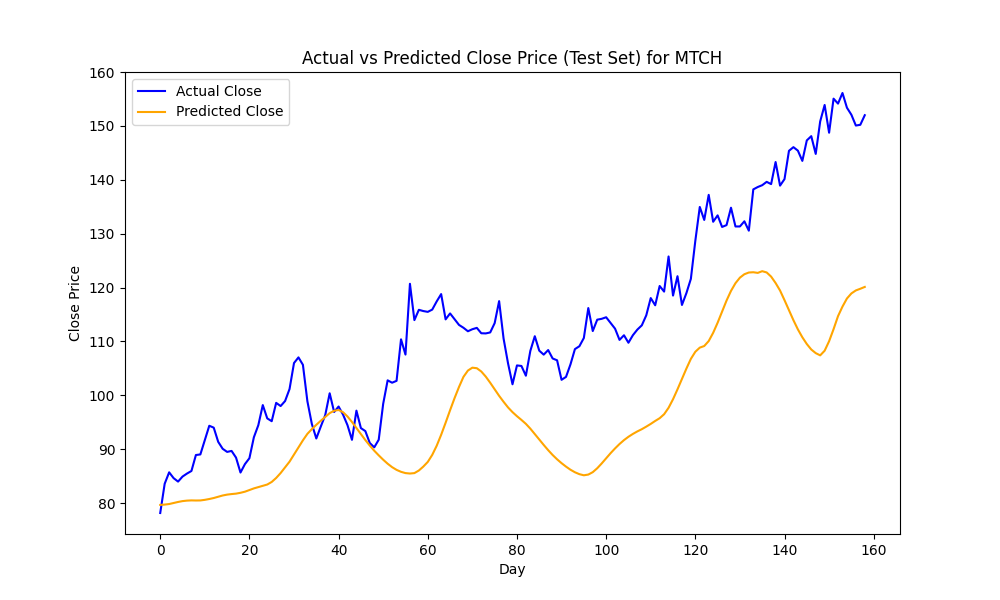 Actual vs Predicted Close Price (Test Set) for MTCH
Actual Close
Predicted Close
Close Price
160
150
140
130
120
110
100
90
80
0 20 40 60 80 100 120 140 160
Day